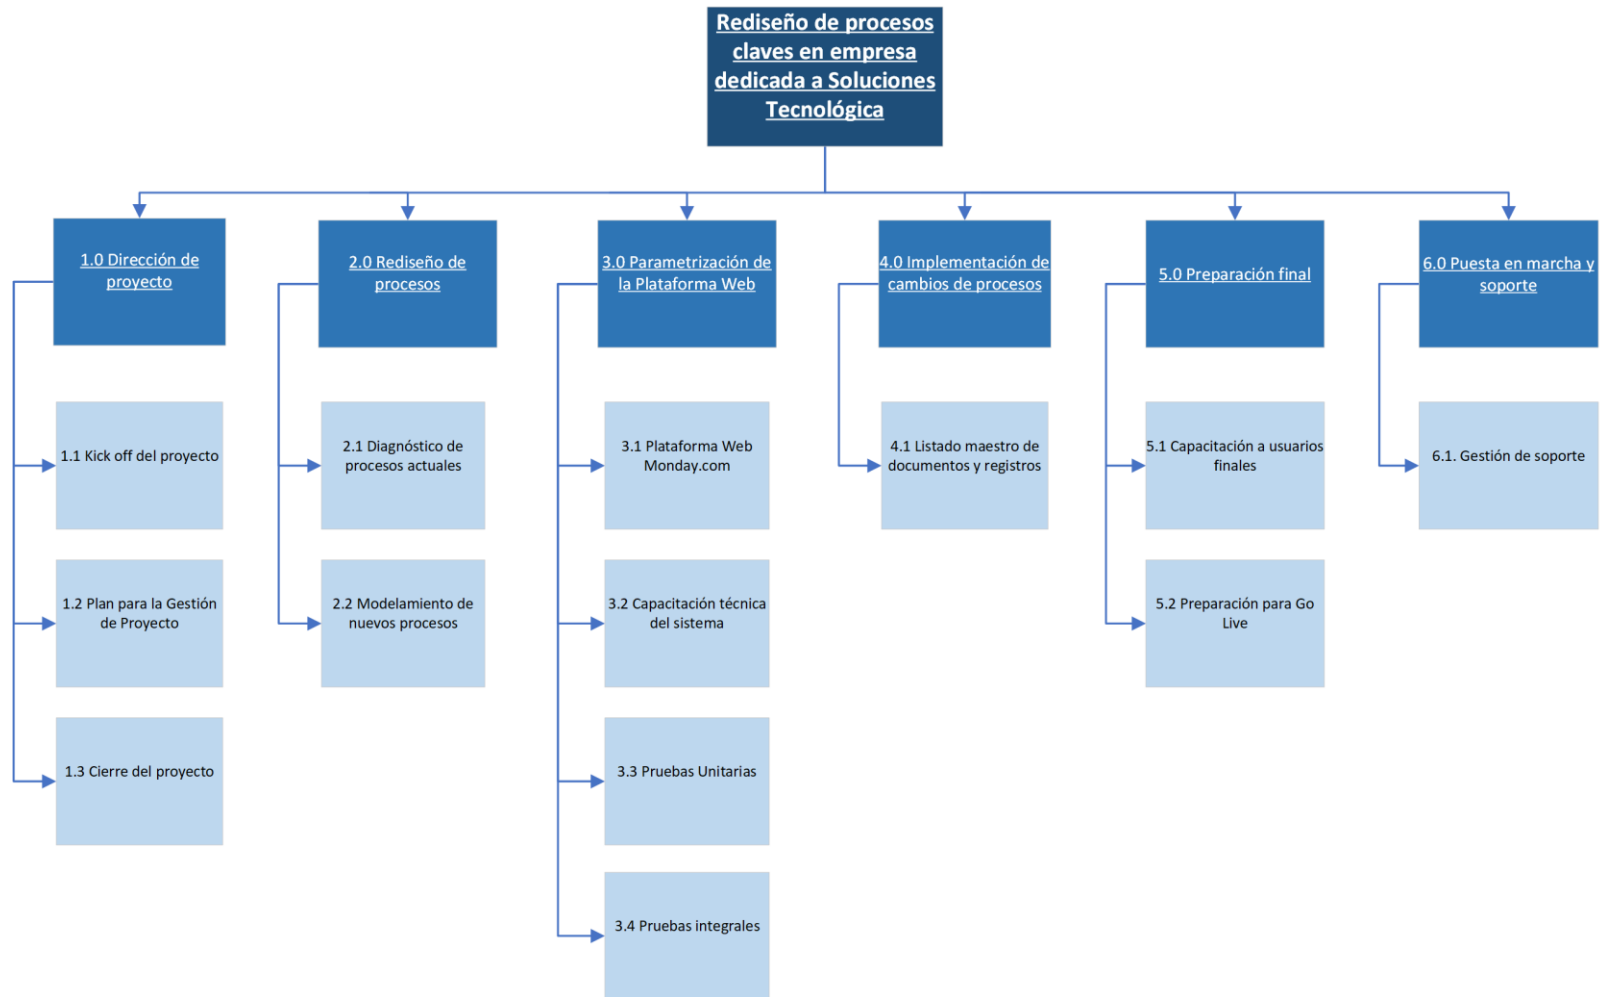 Rediseño de procesos
claves en empresa
dedicada a Soluciones
Tecnológica
1.0 Dirección de
proyecto
2.0 Rediseño de
procesos
3.0 Parametrización de
la Plataforma Web
4.0 Implementación de
cambios de procesos
5.0 Preparación final
6.0 Puesta en marcha y
soporte
1.1 Kick off del proyecto
2.1 Diagnóstico de
procesos actuales
3.1 Plataforma Web
Monday.com
4.1 Listado maestro de
documentos y registros
5.1 Capacitación a usuarios
finales
6.1. Gestión de soporte
1.2 Plan para la Gestión
de Proyecto
2.2 Modelamiento de
nuevos procesos
3.2 Capacitación técnica
del sistema
5.2 Preparación para Go
Live
1.3 Cierre del proyecto
3.3 Pruebas Unitarias
3.4 Pruebas integrales